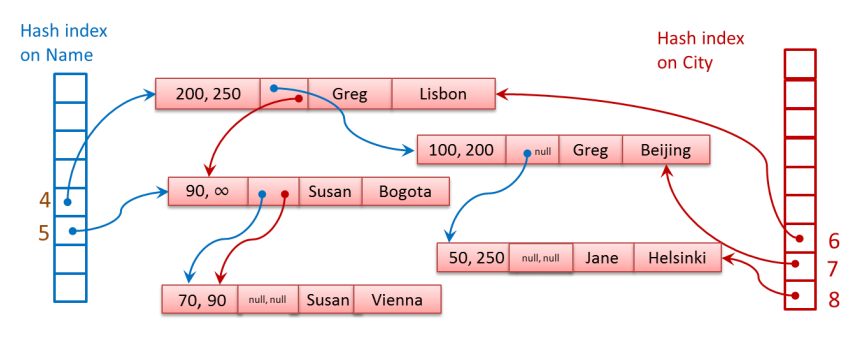 Hash index
on Name
Hash index
on City
200, 250 Greg Lisbon
100, 200 null Greg Beijing
90, ∞ Susan Bogota
4
5
6
50, 250 null, null Jane Helsinki
7
70, 90 null, null Susan Vienna
8